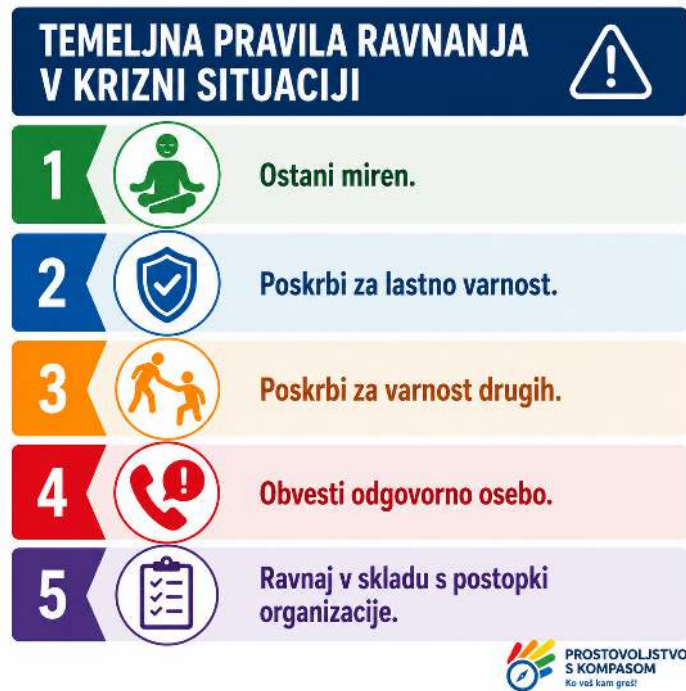 TEMELJNA PRAVILA RAVNANJA
V KRIZNI SITUACIJI
1
Ostani miren.
2
Poskrbi za lastno varnost.
3
Poskrbi za varnost drugih.
4
Obvesti odgovorno osebo.
5
Ravnaj v skladu s postopki
organizacije.
PROSTOVOLJSTVO
S KOMPASOM
Ko veš kam greš!